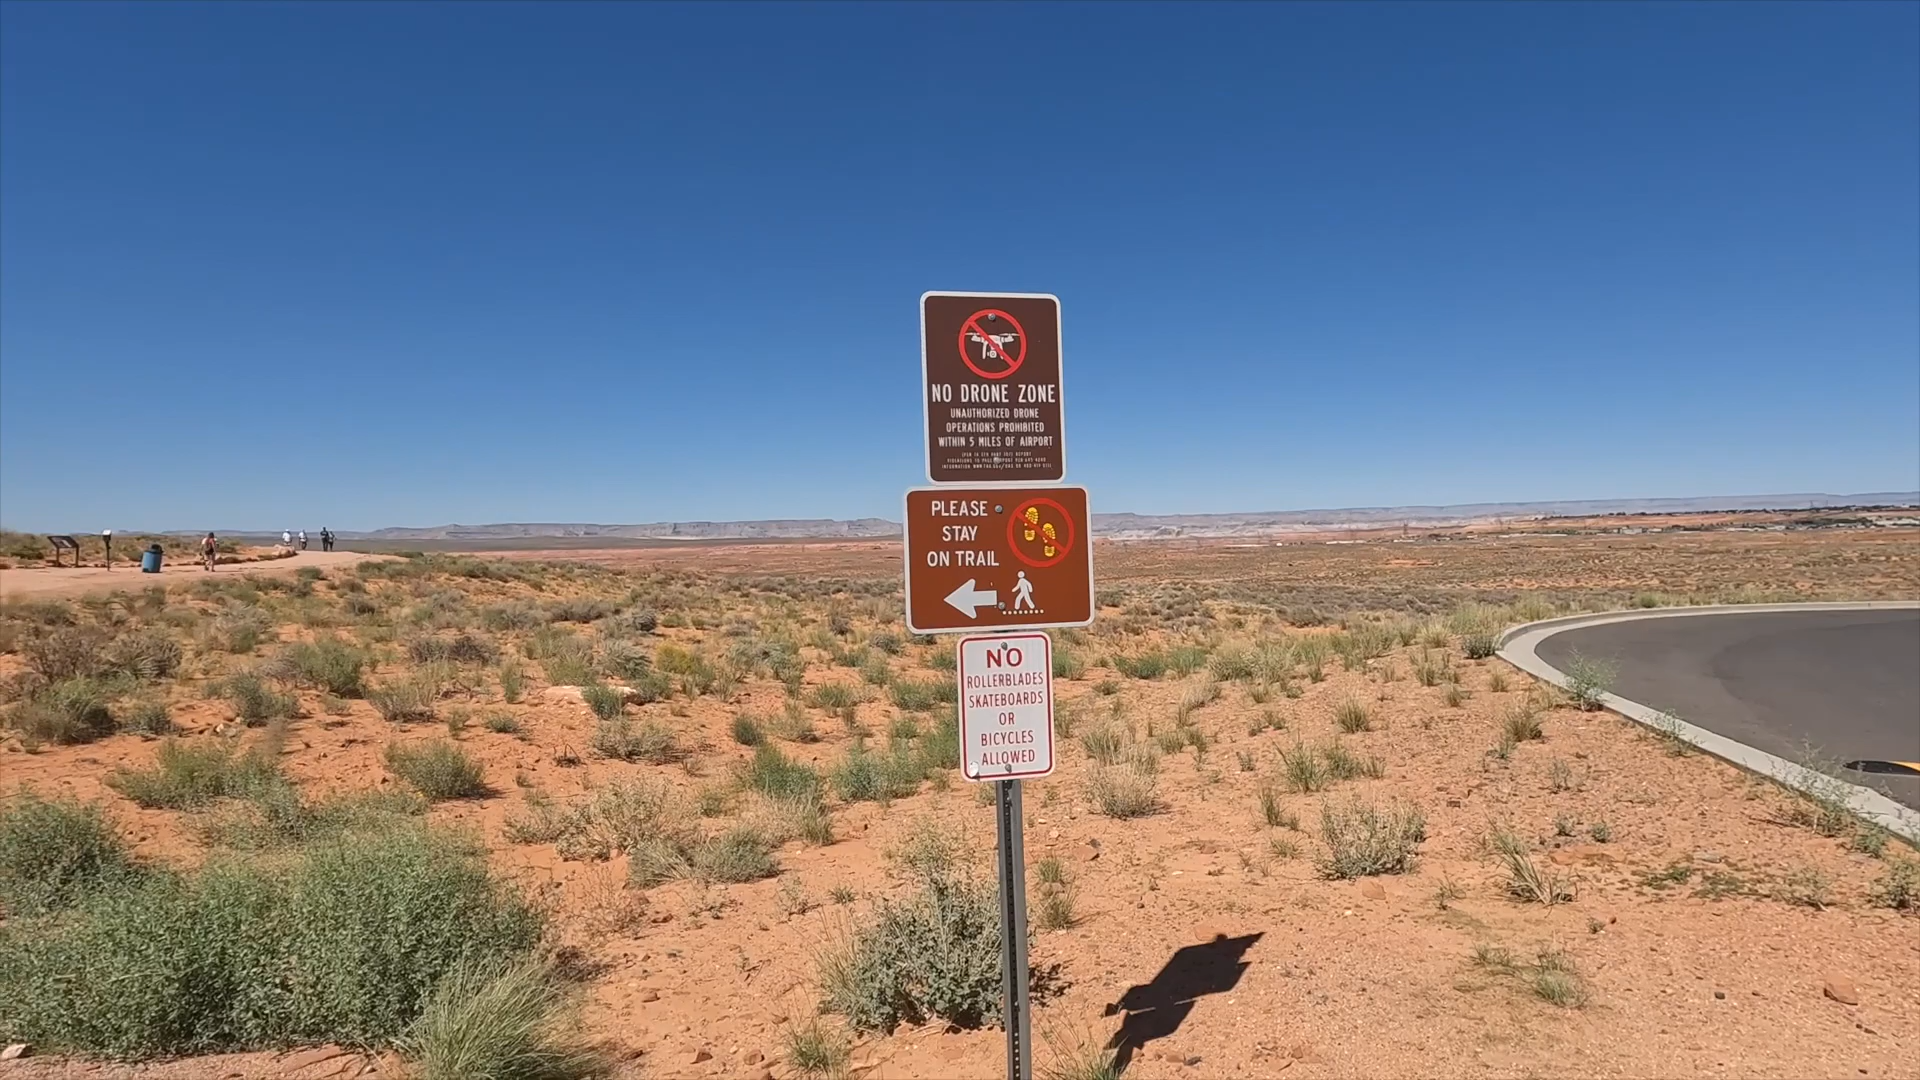 NO DRONE ZONE
UNAUTHORIZED DRONE
OPERATIONS PROHIBITED
WITHIN 5 MILES OF AIRPORT
PLEASE
STAY
ON TRAIL
NO
ROLLERBLADES
SKATEBOARDS
OR
BICYCLES
ALLOWED